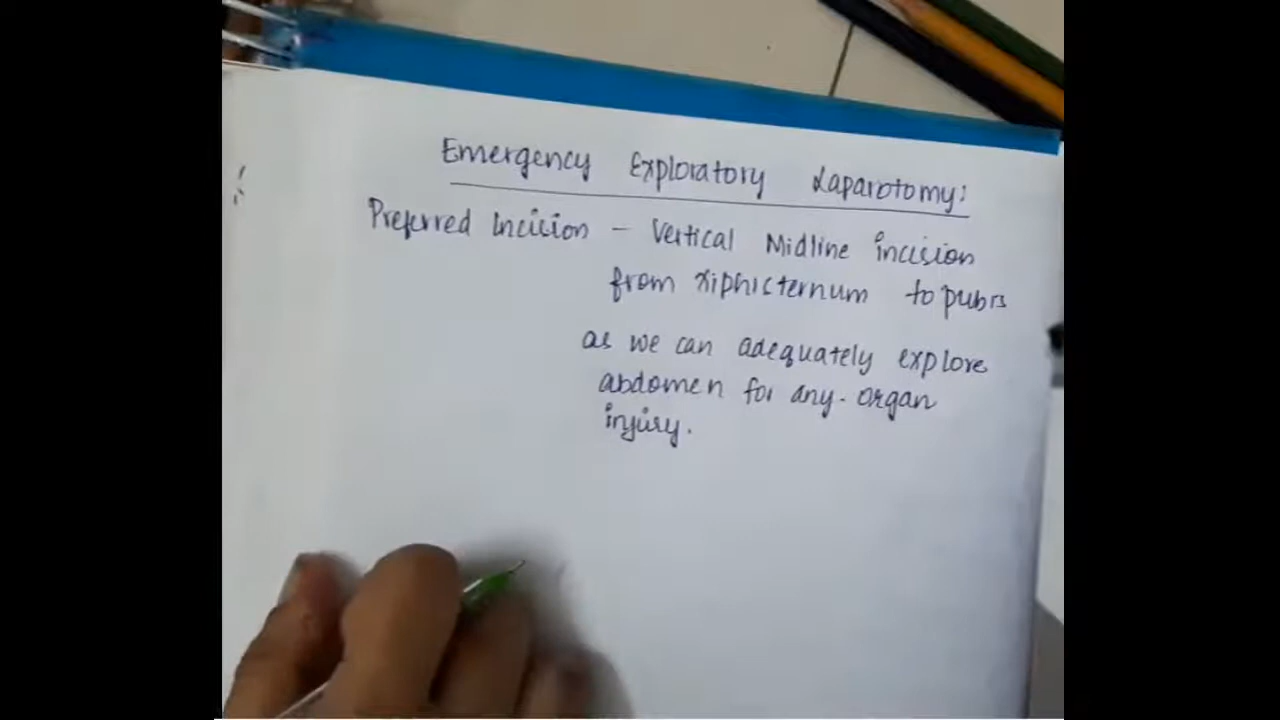 Emergency Exploratory Laparotomy:
Preferred Incision - Vertical Midline incision
from xiphisternum to pubis
as we can adequately explore
abdomen for any organ
injury.